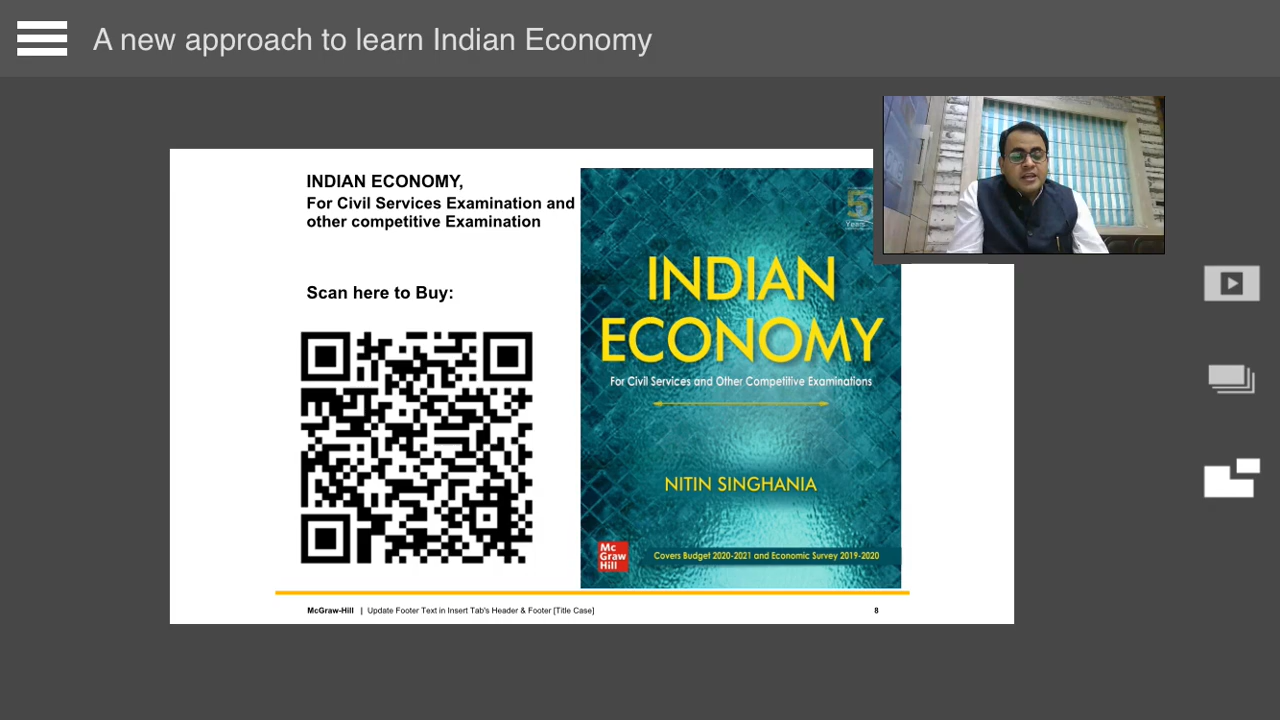 A new approach to learn Indian Economy
INDIAN ECONOMY,
For Civil Services Examination and
other competitive Examination
Scan here to Buy:
5
Years
INDIAN
ECONOMY
For Civil Services and Other Competitive Examinations
NITIN SINGHANIA
Mc
Graw
Hill
Covers Budget 2020-2021 and Economic Survey 2019-2020
McGraw-Hill | Update Footer Text in Insert Tab's Header & Footer [Title Case]
8